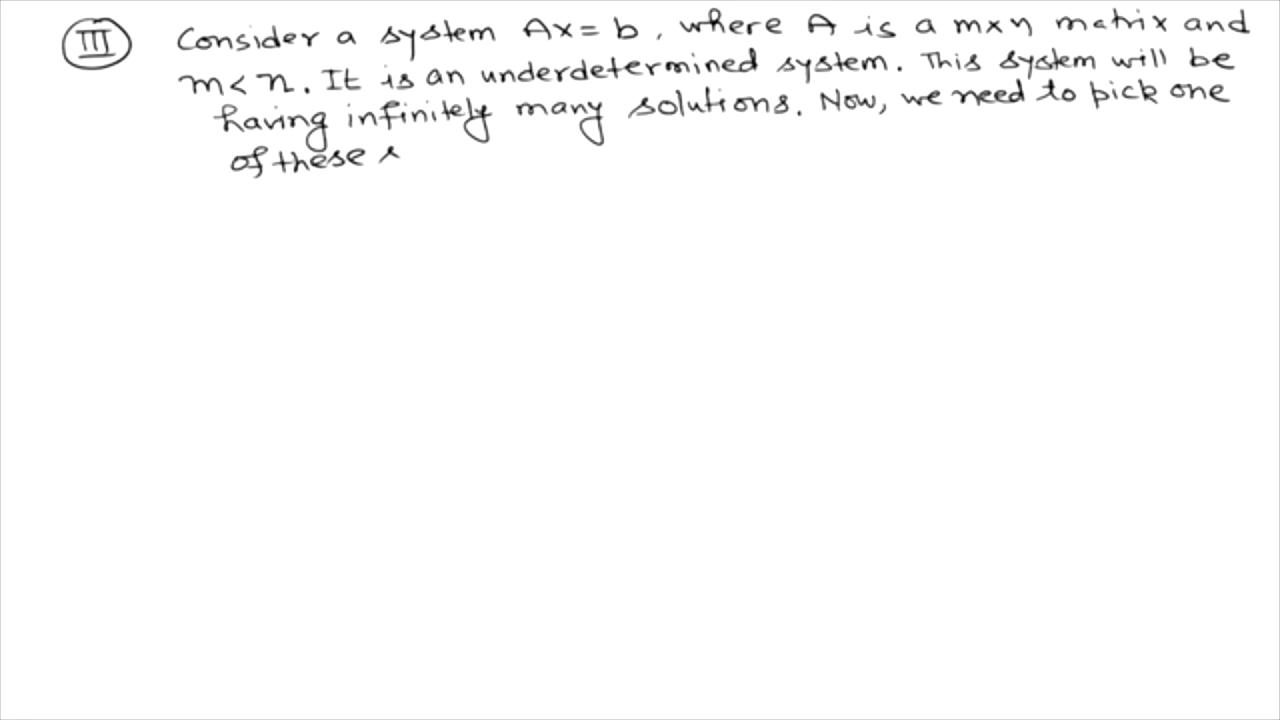 III Consider a system Ax = b, where A is a m×n matrix and
m < n. It is an underdetermined system. This system will be
having infinitely many solutions. Now, we need to pick one
of these s